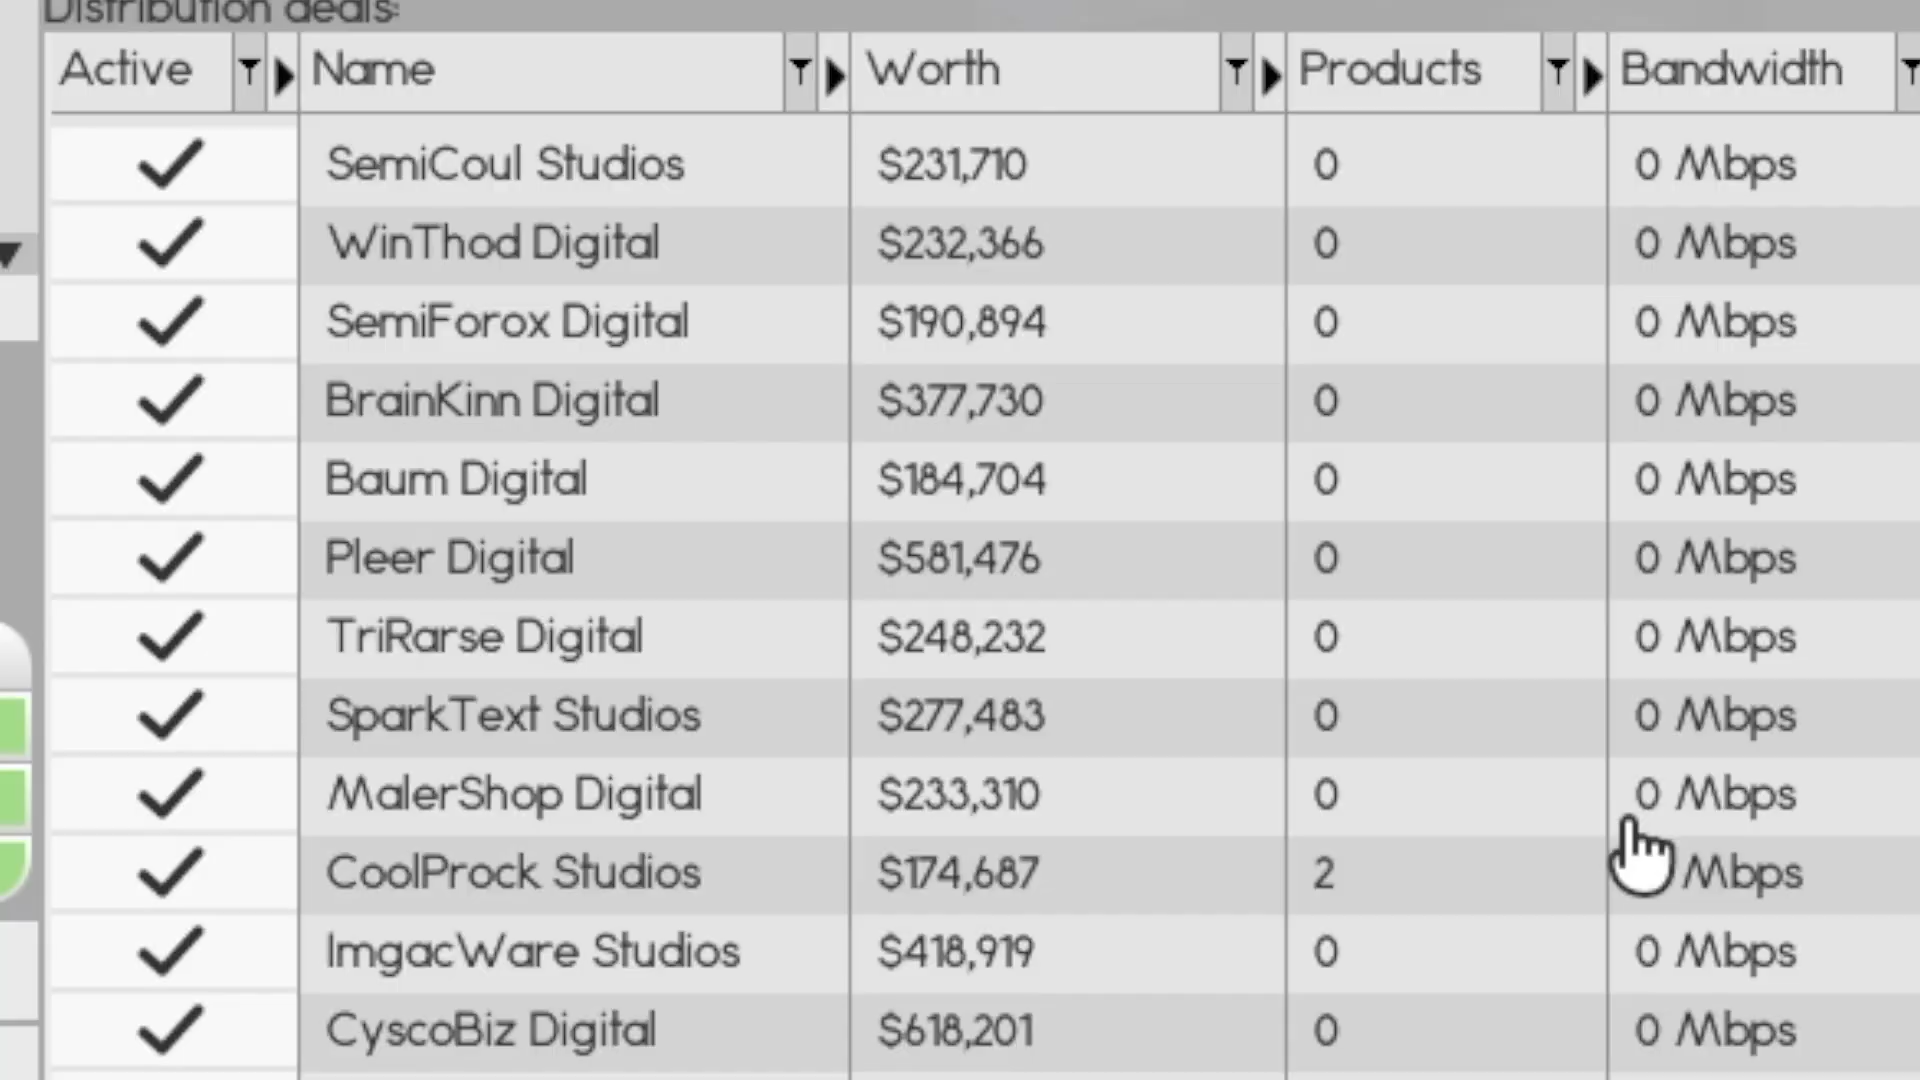 Distribution deals:
Active Name Worth Products Bandwidth
SemiCoul Studios $231,710 0 0 Mbps
WinThod Digital $232,366 0 0 Mbps
SemiForox Digital $190,894 0 0 Mbps
BrainKinn Digital $377,730 0 0 Mbps
Baum Digital $184,704 0 0 Mbps
Pleer Digital $581,476 0 0 Mbps
TriRarse Digital $248,232 0 0 Mbps
SparkText Studios $277,483 0 0 Mbps
MalerShop Digital $233,310 0 0 Mbps
CoolProck Studios $174,687 2 Mbps
ImgacWare Studios $418,919 0 0 Mbps
CyscoBiz Digital $618,201 0 0 Mbps